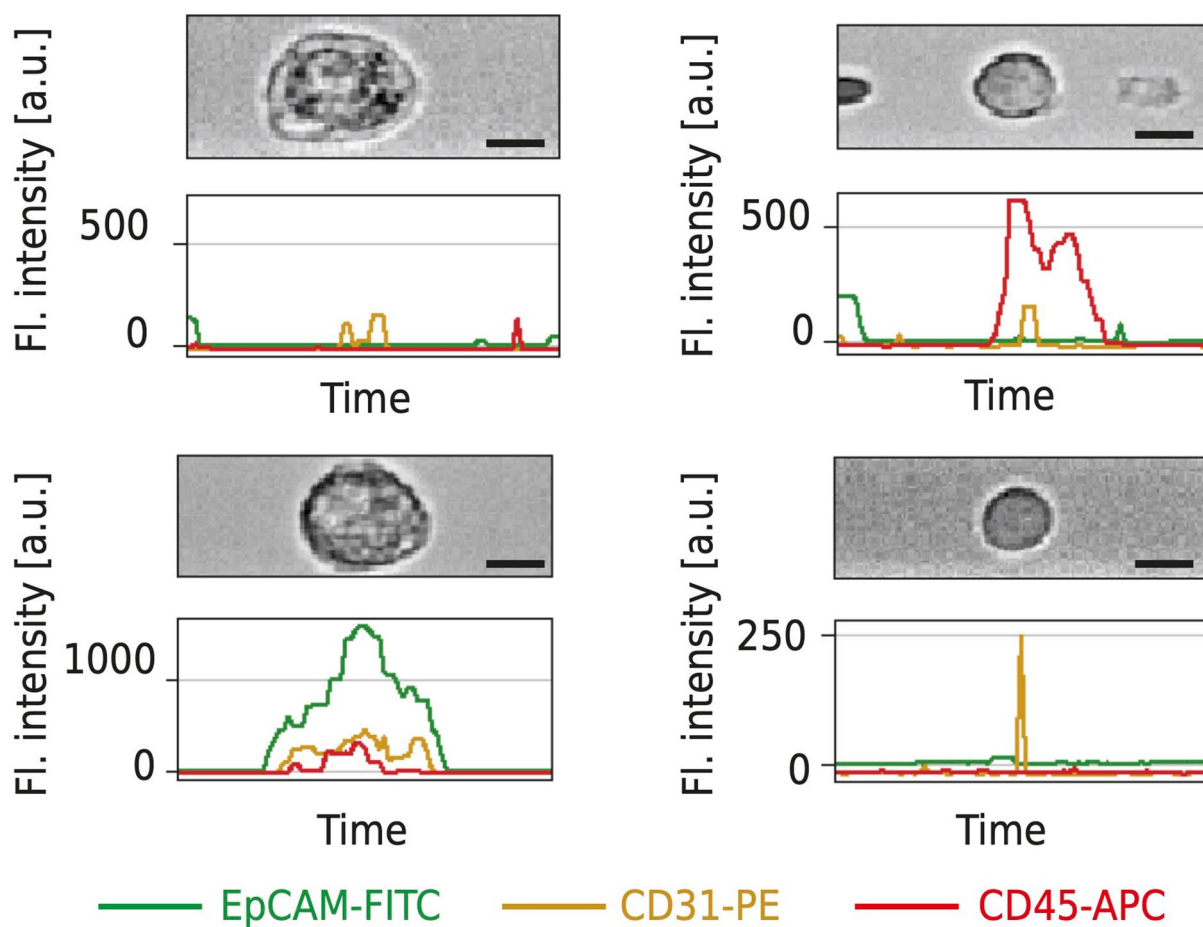 Fl. intensity [a.u.]
500
0
Time
Fl. intensity [a.u.]
500
0
Time
Fl. intensity [a.u.]
1000
0
Time
Fl. intensity [a.u.]
250
0
Time
EpCAM-FITC
CD31-PE
CD45-APC